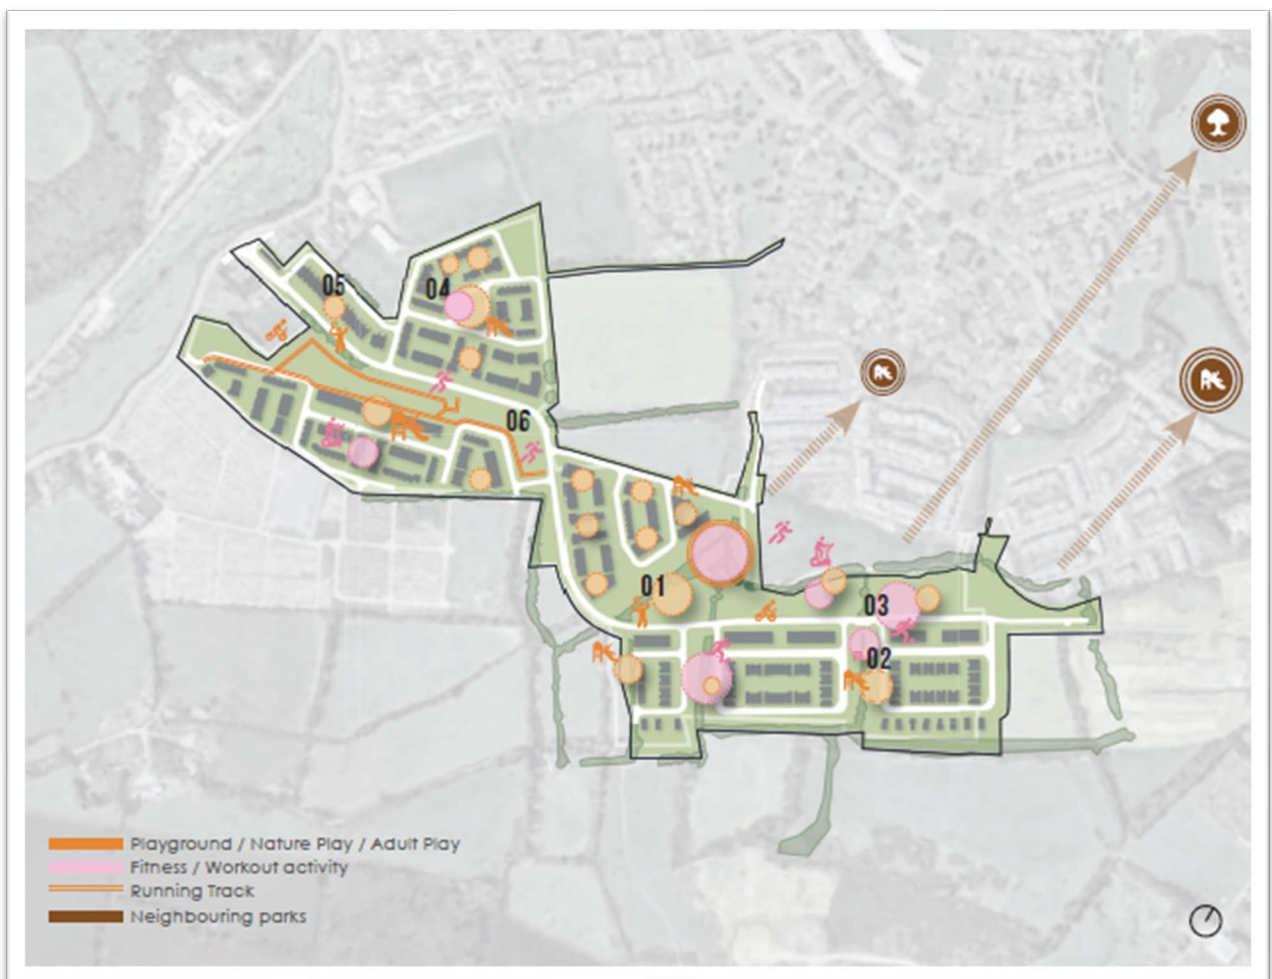 05
04
06
01
03
02
Playground / Nature Play / Adult Play
Fitness / Workout activity
Running Track
Neighbouring parks